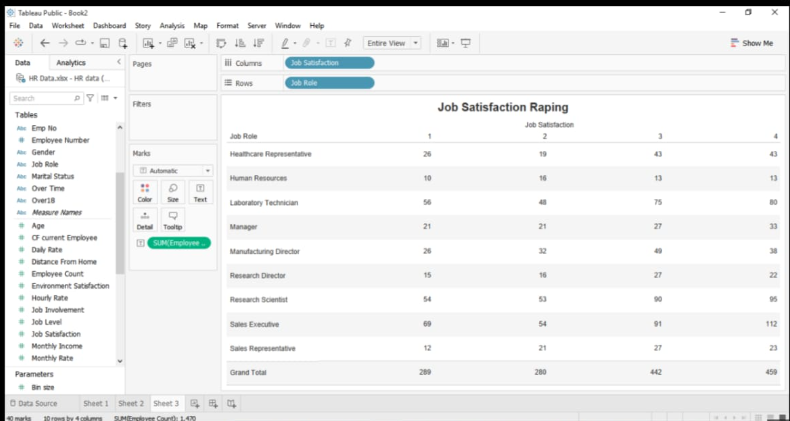 Tableau Public - Book2
File Data Worksheet Dashboard Story Analysis Map Format Server Window Help
Entire View
Show Me
Data Analytics
HR Data.xlsx - HR data (...
Search
Tables
Abc Emp No
# Employee Number
Abc Gender
Abc Job Role
Abc Marital Status
Abc Over Time
Abc Over18
Abc Measure Names
# Age
# CF current Employee
# Daily Rate
# Distance From Home
# Employee Count
# Environment Satisfaction
# Hourly Rate
# Job Involvement
# Job Level
# Job Satisfaction
# Monthly Income
# Monthly Rate
Parameters
# Bin size
Pages
Filters
Marks
Automatic
Color Size Text
Detail Tooltip
SUM(Employee ..
Columns Job Satisfaction
Rows Job Role
Job Satisfaction Raping
Job Satisfaction
Job Role 1 2 3 4
Healthcare Representative 26 19 43 43
Human Resources 10 16 13 13
Laboratory Technician 56 48 75 80
Manager 21 21 27 33
Manufacturing Director 26 32 49 38
Research Director 15 16 27 22
Research Scientist 54 53 90 95
Sales Executive 69 54 91 112
Sales Representative 12 21 27 23
Grand Total 289 280 442 459
Data Source Sheet 1 Sheet 2 Sheet 3
40 marks 10 rows by 4 columns SUM(Employee Count): 1,470